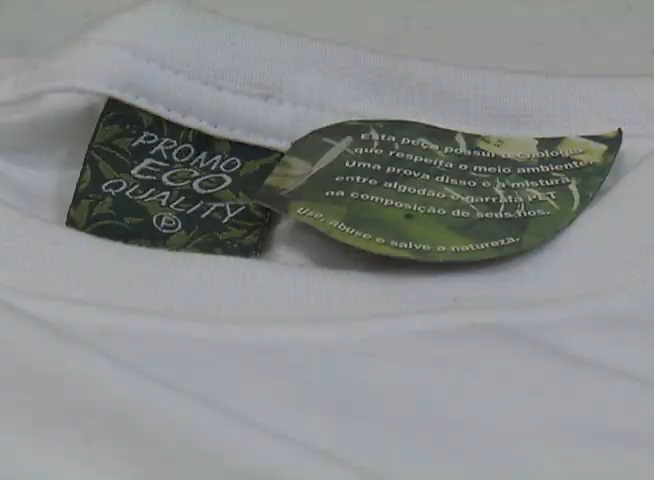 PROMO
ECO
QUALITY
P
Esta peça possui tecnologia
que respeita o meio ambiente.
Uma prova disso é a mistura
entre algodão e garrafa PET
na composição de seus fios.
Use, abuse e salve a natureza.